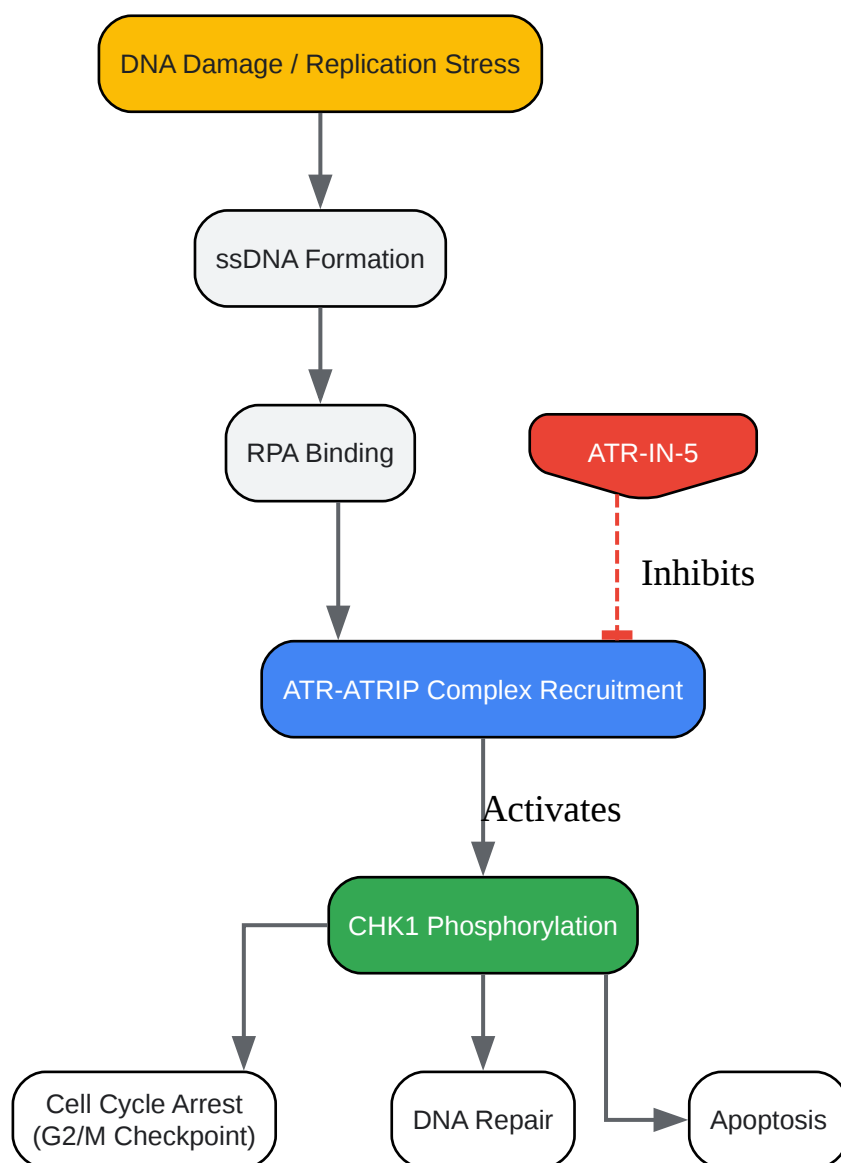 DNA Damage / Replication Stress
ssDNA Formation
RPA Binding
ATR-IN-5
Inhibits
ATR-ATRIP Complex Recruitment
Activates
CHK1 Phosphorylation
Cell Cycle Arrest
(G2/M Checkpoint)
DNA Repair
Apoptosis